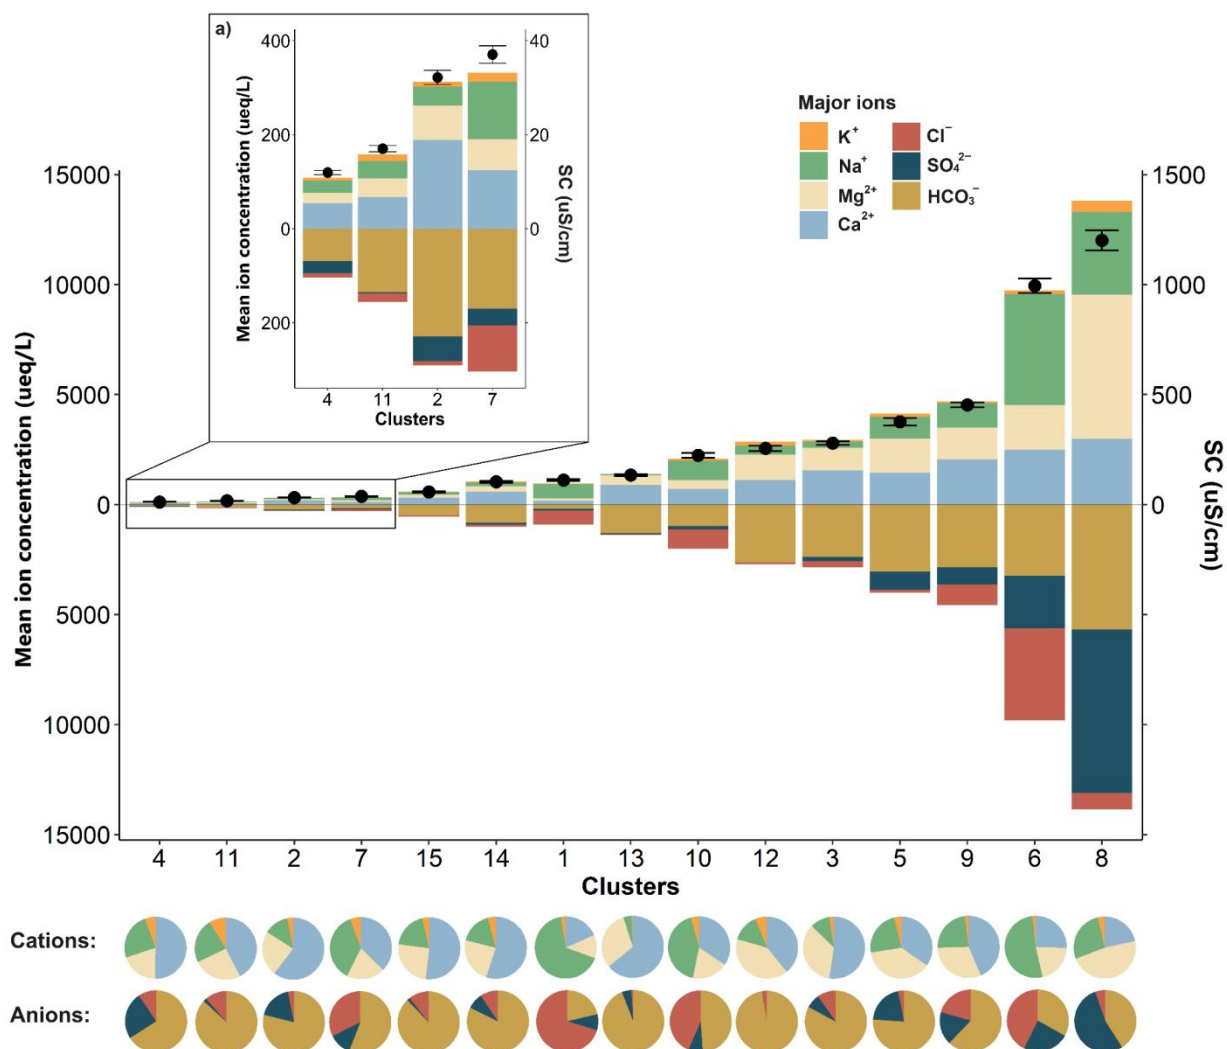 a)
400
200
0
200
Mean ion concentration (ueq/L)
40
20
0
SC (uS/cm)
4 11 2 7
Clusters
Major ions
K⁺
Na⁺
Mg²⁺
Ca²⁺
Cl⁻
SO₄²⁻
HCO₃⁻
15000
10000
5000
0
5000
10000
15000
Mean ion concentration (ueq/L)
1500
1000
500
0
SC (uS/cm)
4 11 2 7 15 14 1 13 10 12 3 5 9 6 8
Clusters
Cations:
Anions: